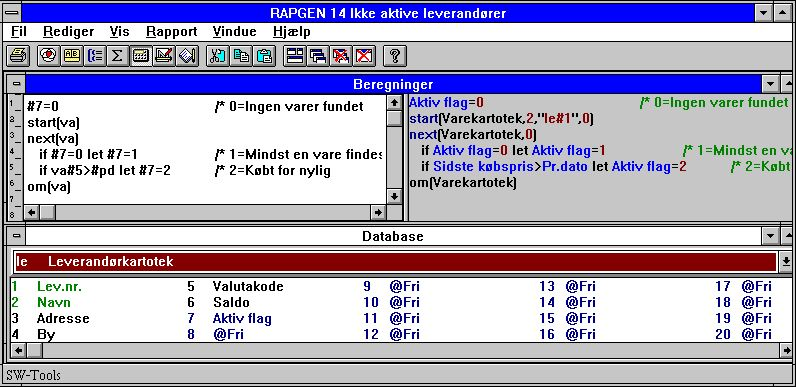 RAPGEN 14 Ikke aktive leverandører
Fil Rediger Vis Rapport Vindue Hjælp
Beregninger
1 #7=0 /* 0=Ingen varer fundet
2 start(va)
3 next(va)
4 if #7=0 let #7=1 /* 1=Mindst en vare findes
5 if va#5>#pd let #7=2 /* 2=Købt for nylig
6 om(va)
7
8
Aktiv flag=0 /* 0=Ingen varer fundet
start(Varekartotek,2,"le#1",0)
next(Varekartotek,0)
if Aktiv flag=0 let Aktiv flag=1 /* 1=Mindst en va
if Sidste købspris>Pr.dato let Aktiv flag=2 /* 2=Købt
om(Varekartotek)
Database
le Leverandørkartotek
1 Lev.nr. 5 Valutakode 9 @Fri 13 @Fri 17 @Fri
2 Navn 6 Saldo 10 @Fri 14 @Fri 18 @Fri
3 Adresse 7 Aktiv flag 11 @Fri 15 @Fri 19 @Fri
4 By 8 @Fri 12 @Fri 16 @Fri 20 @Fri
SW-Tools